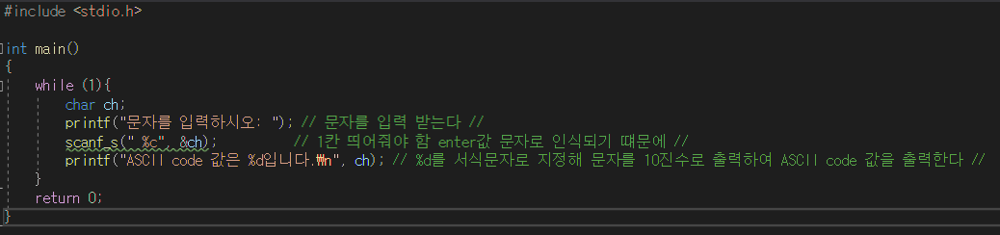 #include <stdio.h>
int main()
{
while (1){
char ch;
printf("문자를 입력하시오: "); // 문자를 입력 받는다 //
scanf_s(" %c", &ch); // 1칸 띄어줘야 함 enter값 문자로 인식되기 떄문에 //
printf("ASCII code 값은 %d입니다.₩n", ch); // %d를 서식문자로 지정해 문자를 10진수로 출력하여 ASCII code 값을 출력한다 //
}
return 0;
}